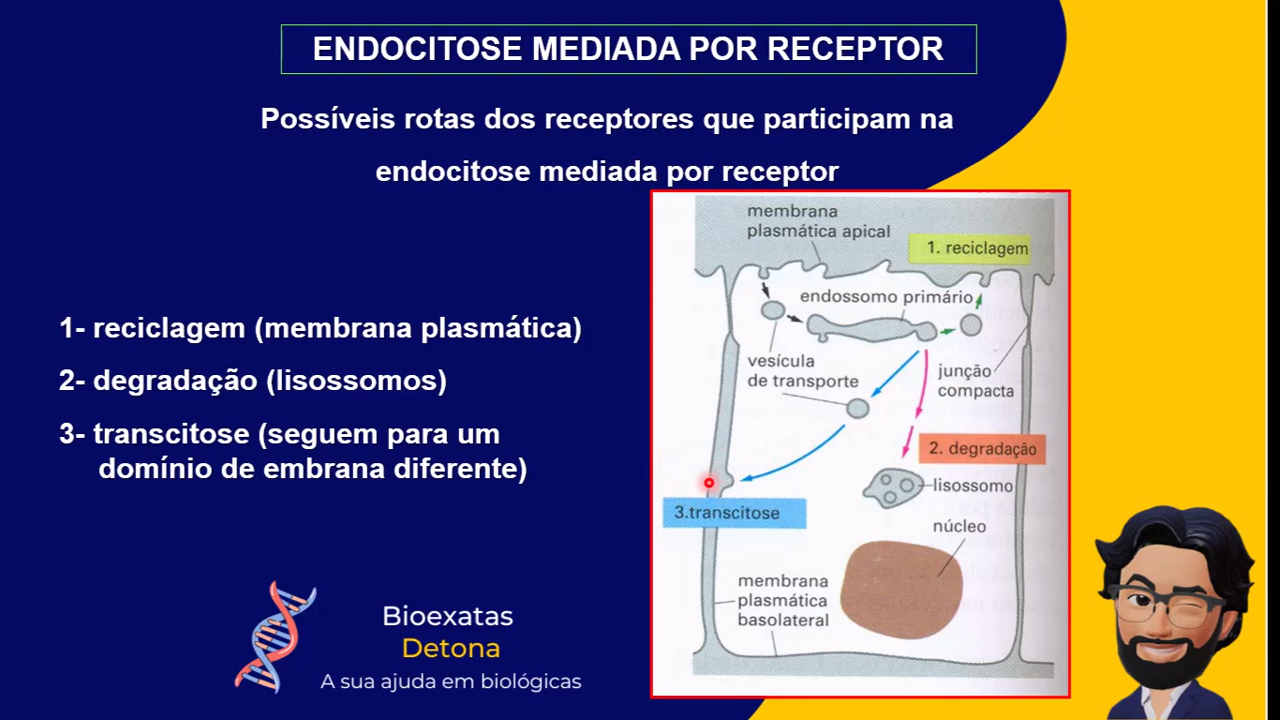 ENDOCITOSE MEDIADA POR RECEPTOR
Possíveis rotas dos receptores que participam na
endocitose mediada por receptor
1- reciclagem (membrana plasmática)
2- degradação (lisossomos)
3- transcitose (seguem para um
domínio de embrana diferente)
membrana
plasmática apical
1. reciclagem
endossomo primário
vesícula
de transporte
junção
compacta
2. degradação
lisossomo
3.transcitose
núcleo
membrana
plasmática
basolateral
Bioexatas
Detona
A sua ajuda em biológicas